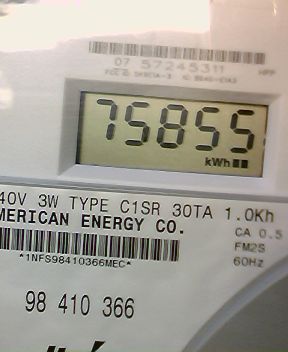 07 57245311
75855
kWh
40V 3W TYPE C1SR 30TA 1.0Kh
MERICAN ENERGY CO.
CA 0.5
FM2S
*1NFS98410366MEC*
60Hz
98 410 366